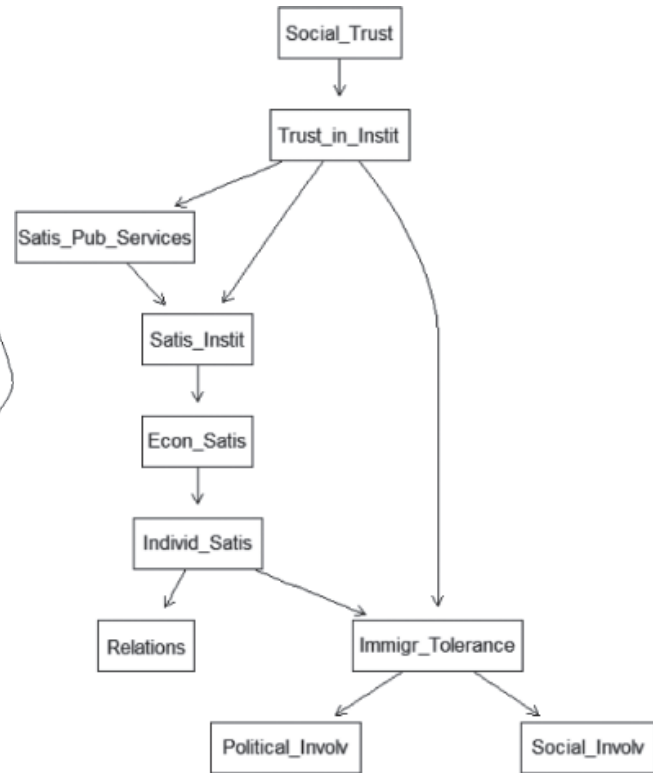 Social_Trust
Trust_in_Instit
Satis_Pub_Services
Satis_Instit
Econ_Satis
Individ_Satis
Relations
Immigr_Tolerance
Political_Involv
Social_Involv